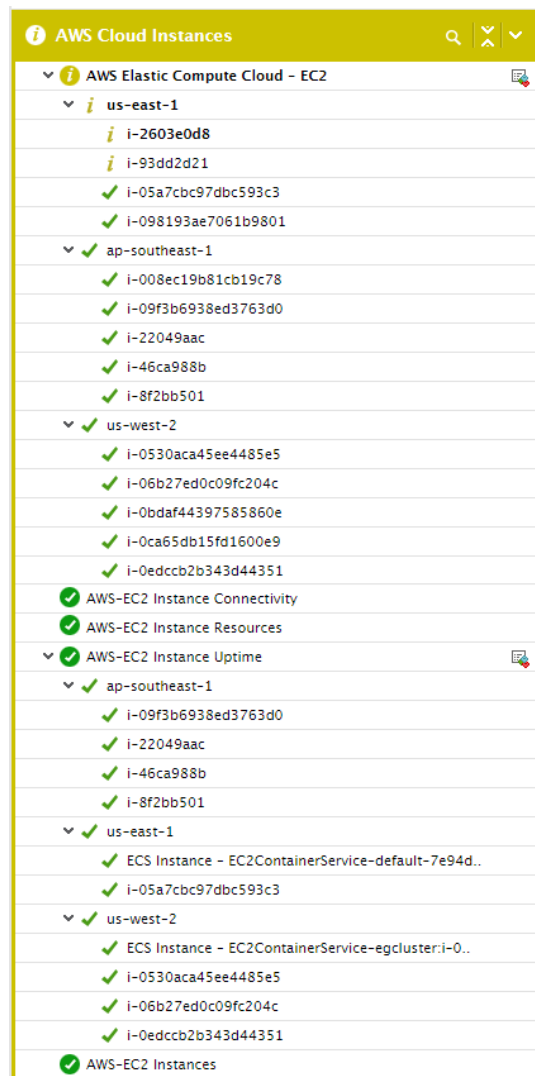 AWS Cloud Instances
AWS Elastic Compute Cloud - EC2
us-east-1
i-2603e0d8
i-93dd2d21
i-05a7cbc97dbc593c3
i-098193ae7061b9801
ap-southeast-1
i-008ec19b81cb19c78
i-09f3b6938ed3763d0
i-22049aac
i-46ca988b
i-8f2bb501
us-west-2
i-0530aca45ee4485e5
i-06b27ed0c09fc204c
i-0bdaf44397585860e
i-0ca65db15fd1600e9
i-0edccb2b343d44351
AWS-EC2 Instance Connectivity
AWS-EC2 Instance Resources
AWS-EC2 Instance Uptime
ap-southeast-1
i-09f3b6938ed3763d0
i-22049aac
i-46ca988b
i-8f2bb501
us-east-1
ECS Instance - EC2ContainerService-default-7e94d..
i-05a7cbc97dbc593c3
us-west-2
ECS Instance - EC2ContainerService-egcluster:i-0..
i-0530aca45ee4485e5
i-06b27ed0c09fc204c
i-0edccb2b343d44351
AWS-EC2 Instances